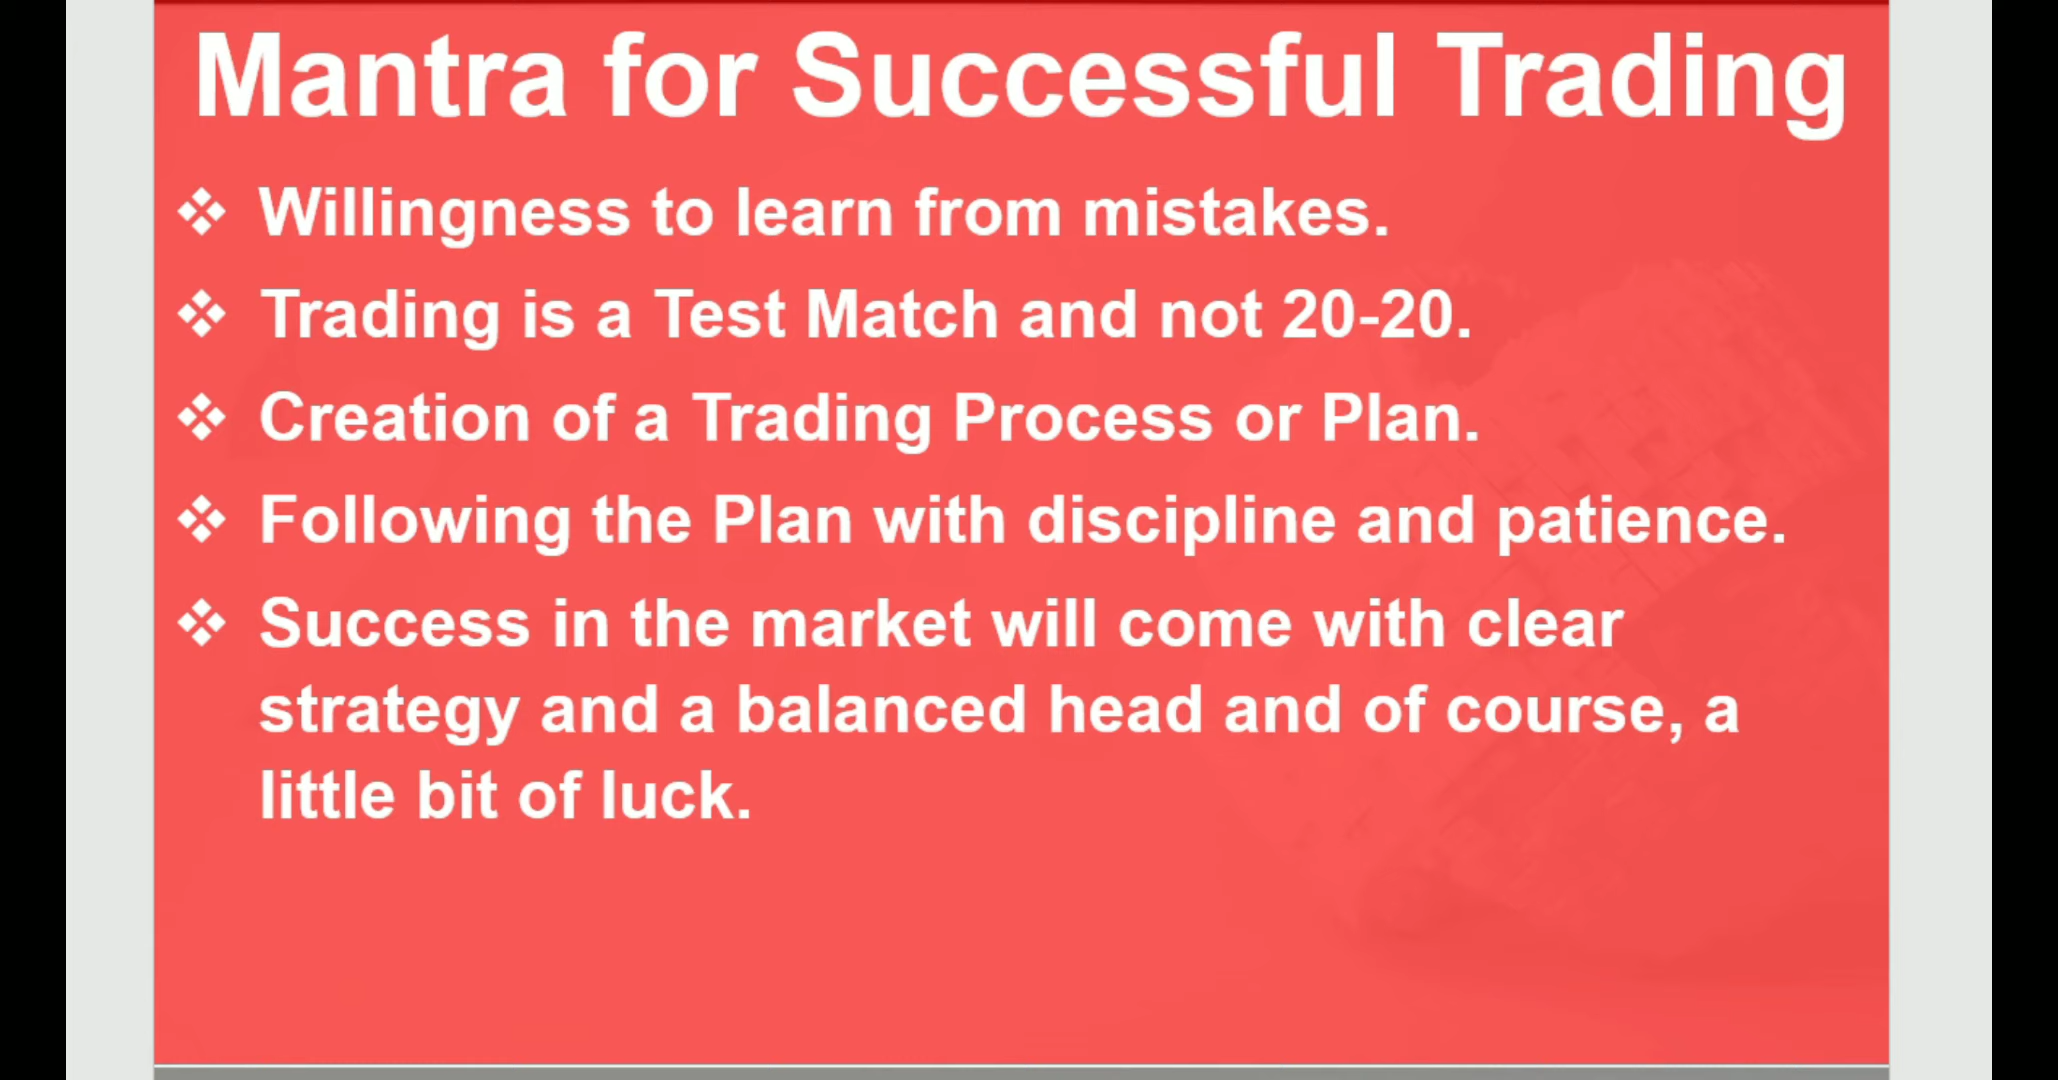 Mantra for Successful Trading
❖ Willingness to learn from mistakes.
❖ Trading is a Test Match and not 20-20.
❖ Creation of a Trading Process or Plan.
❖ Following the Plan with discipline and patience.
❖ Success in the market will come with clear
strategy and a balanced head and of course, a
little bit of luck.